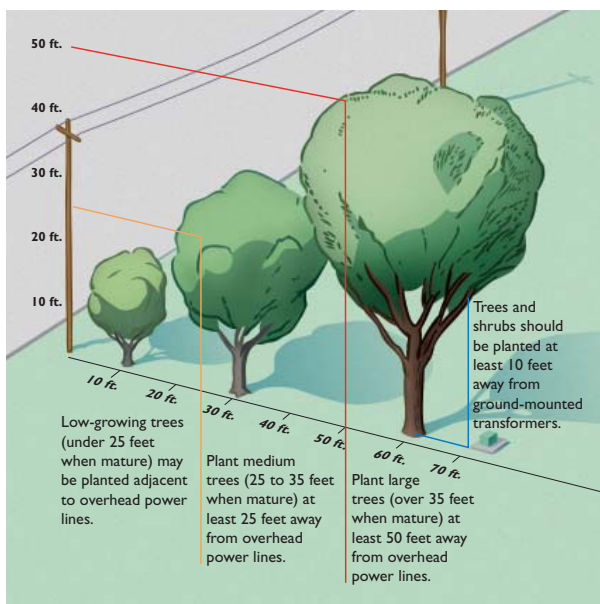 50 ft.
40 ft.
30 ft.
20 ft.
10 ft.
10 ft.
20 ft.
30 ft.
40 ft.
50 ft.
60 ft.
70 ft.
Low-growing trees
(under 25 feet
when mature) may
be planted adjacent
to overhead power
lines.
Plant medium
trees (25 to 35 feet
when mature) at
least 25 feet away
from overhead
power lines.
Plant large
trees (over 35 feet
when mature) at
least 50 feet away
from overhead
power lines.
Trees and
shrubs should
be planted at
least 10 feet
away from
ground-mounted
transformers.